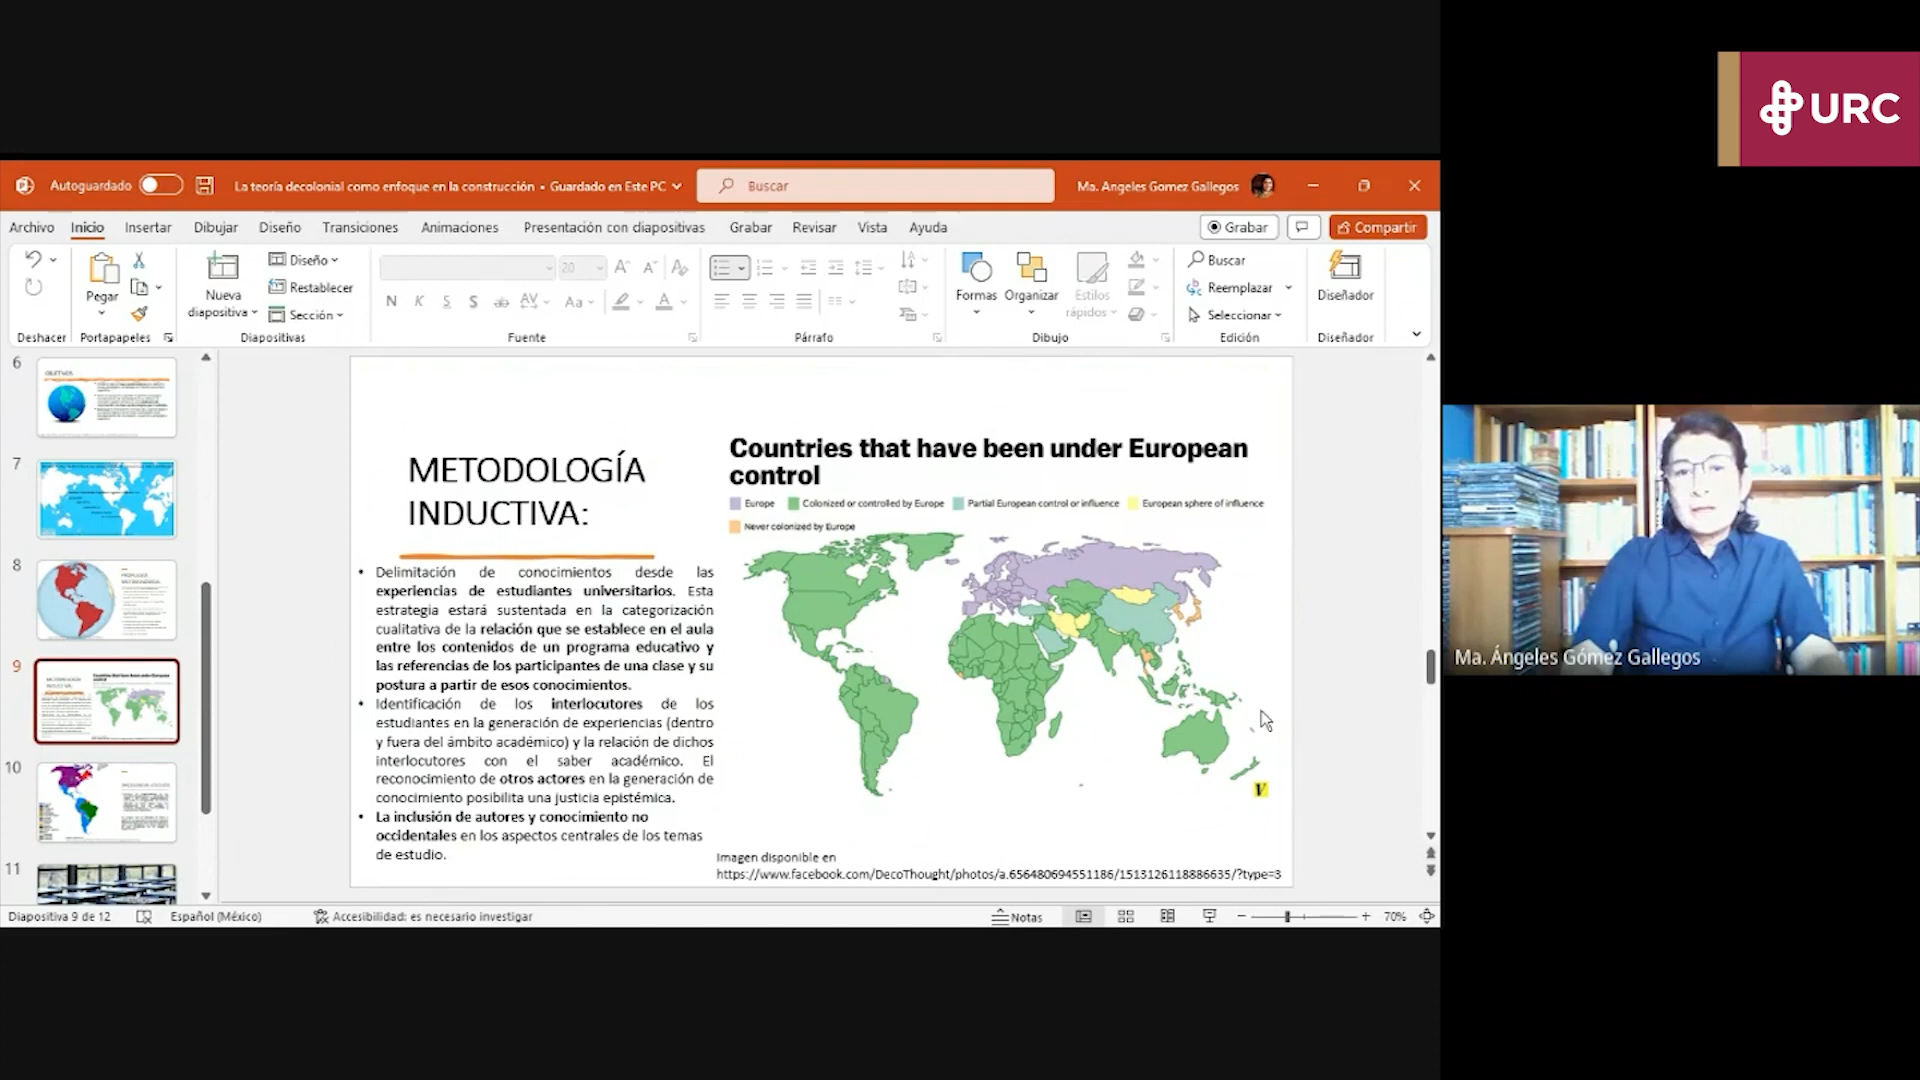 URC
Autoguardado
La teoría decolonial como enfoque en la construcción • Guardado en Este PC
Buscar
Ma. Angeles Gomez Gallegos
Archivo Inicio Insertar Dibujar Diseño Transiciones Animaciones Presentación con diapositivas Grabar Revisar Vista Ayuda
Grabar
Compartir
Pegar
Nueva diapositiva
Diseño
Restablecer
Sección
20
N K S S ab AV Aa A
Formas Organizar Estilos rápidos
Buscar
Reemplazar
Seleccionar
Diseñador
Deshacer Portapapeles Diapositivas Fuente Párrafo Dibujo Edición Diseñador
6
OBJETIVOS
7
8
9
10
11
METODOLOGÍA
INDUCTIVA:
• Delimitación de conocimientos desde las
experiencias de estudiantes universitarios. Esta
estrategia estará sustentada en la categorización
cualitativa de la relación que se establece en el aula
entre los contenidos de un programa educativo y
las referencias de los participantes de una clase y su
postura a partir de esos conocimientos.
• Identificación de los interlocutores de los
estudiantes en la generación de experiencias (dentro
y fuera del ámbito académico) y la relación de dichos
interlocutores con el saber académico. El
reconocimiento de otros actores en la generación de
conocimiento posibilita una justicia epistémica.
• La inclusión de autores y conocimiento no
occidentales en los aspectos centrales de los temas
de estudio.
Countries that have been under European
control
Europe Colonized or controlled by Europe Partial European control or influence European sphere of influence
Never colonized by Europe
V
Imagen disponible en
https://www.facebook.com/DecoThought/photos/a.656480694551186/1513126118886635/?type=3
Ma. Ángeles Gómez Gallegos
Diapositiva 9 de 12
Español (México)
Accesibilidad: es necesario investigar
Notas
70%